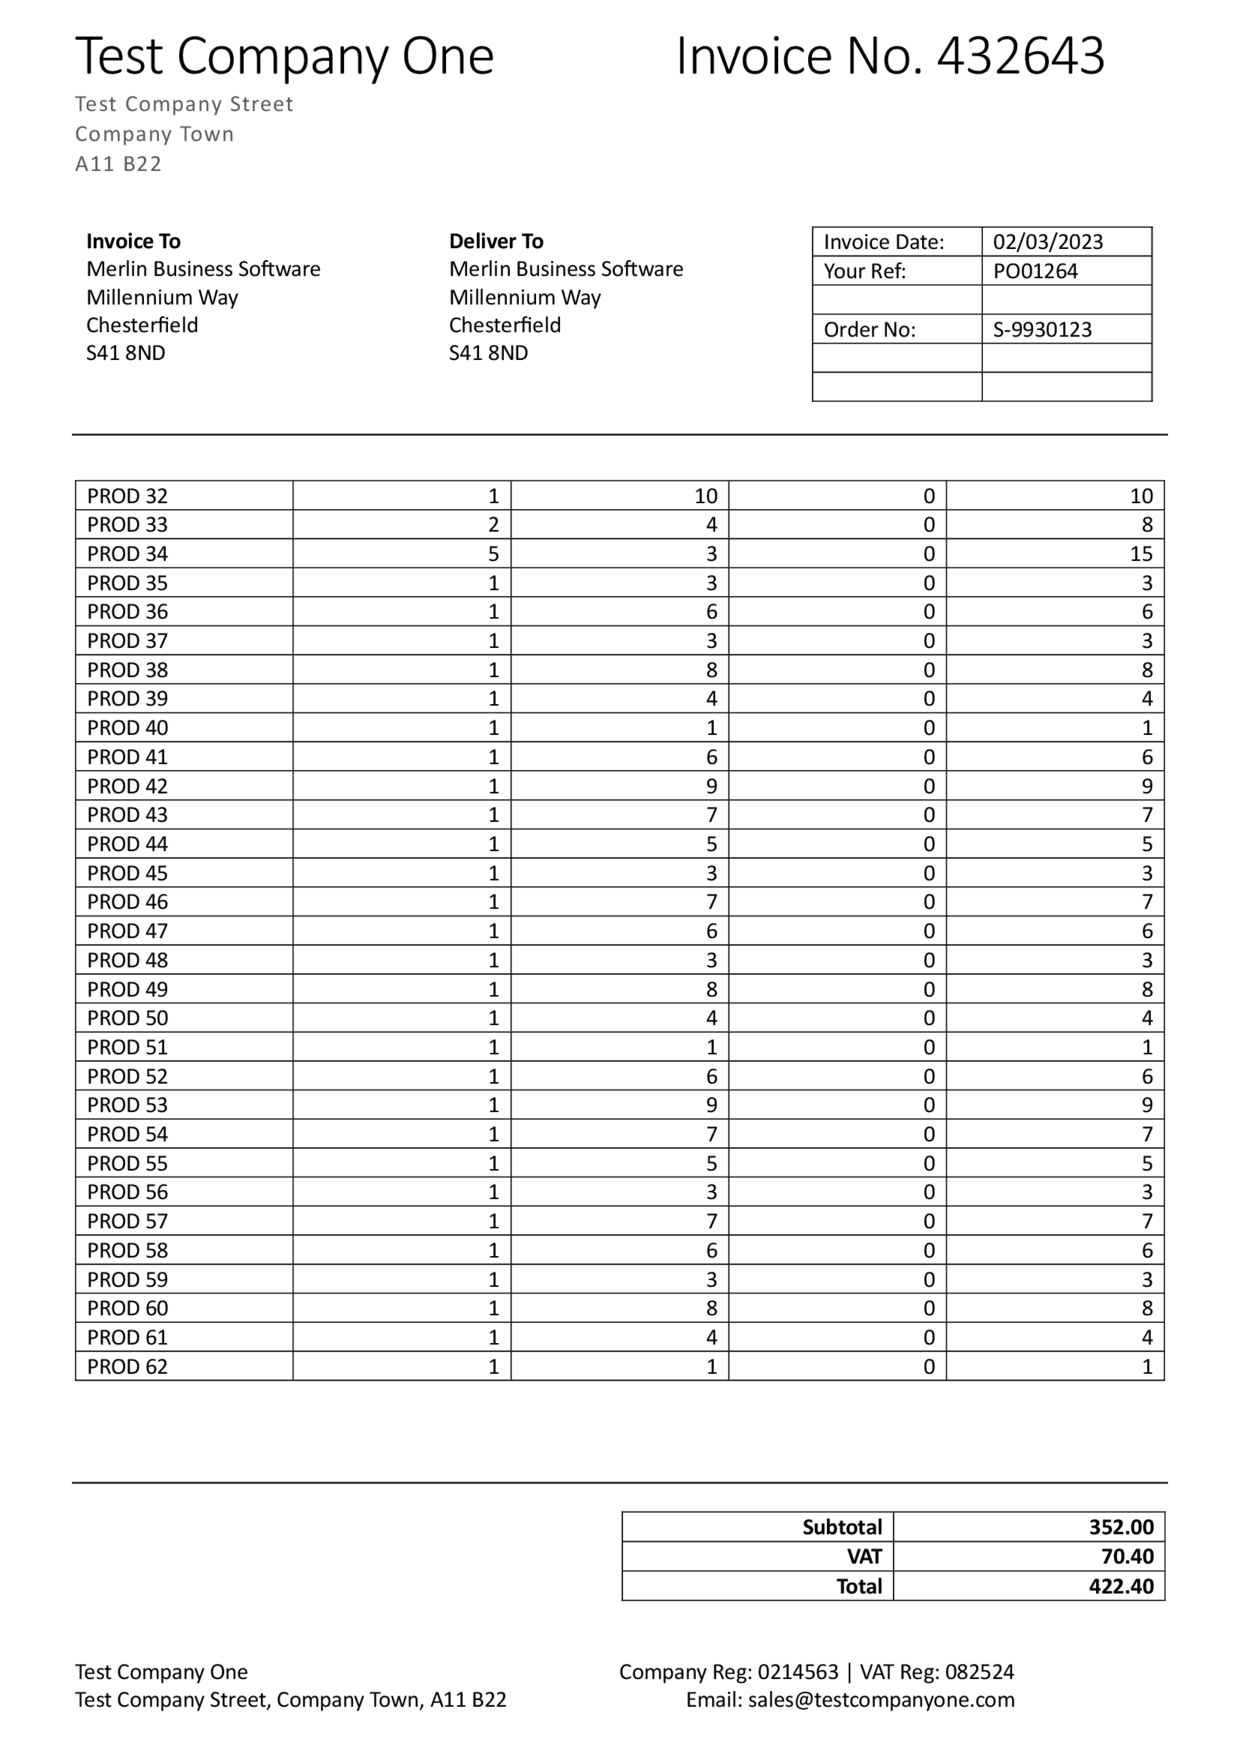 Test Company One Invoice No. 432643
Test Company Street
Company Town
A11 B22
Invoice To Deliver To Invoice Date: 02/03/2023
Merlin Business Software Merlin Business Software Your Ref: PO01264
Millennium Way Millennium Way
Chesterfield Chesterfield Order No: S-9930123
S41 8ND S41 8ND
PROD 32 1 10 0 10
PROD 33 2 4 0 8
PROD 34 5 3 0 15
PROD 35 1 3 0 3
PROD 36 1 6 0 6
PROD 37 1 3 0 3
PROD 38 1 8 0 8
PROD 39 1 4 0 4
PROD 40 1 1 0 1
PROD 41 1 6 0 6
PROD 42 1 9 0 9
PROD 43 1 7 0 7
PROD 44 1 5 0 5
PROD 45 1 3 0 3
PROD 46 1 7 0 7
PROD 47 1 6 0 6
PROD 48 1 3 0 3
PROD 49 1 8 0 8
PROD 50 1 4 0 4
PROD 51 1 1 0 1
PROD 52 1 6 0 6
PROD 53 1 9 0 9
PROD 54 1 7 0 7
PROD 55 1 5 0 5
PROD 56 1 3 0 3
PROD 57 1 7 0 7
PROD 58 1 6 0 6
PROD 59 1 3 0 3
PROD 60 1 8 0 8
PROD 61 1 4 0 4
PROD 62 1 1 0 1
Subtotal 352.00
VAT 70.40
Total 422.40
Test Company One Company Reg: 0214563 | VAT Reg: 082524
Test Company Street, Company Town, A11 B22 Email: sales@testcompanyone.com